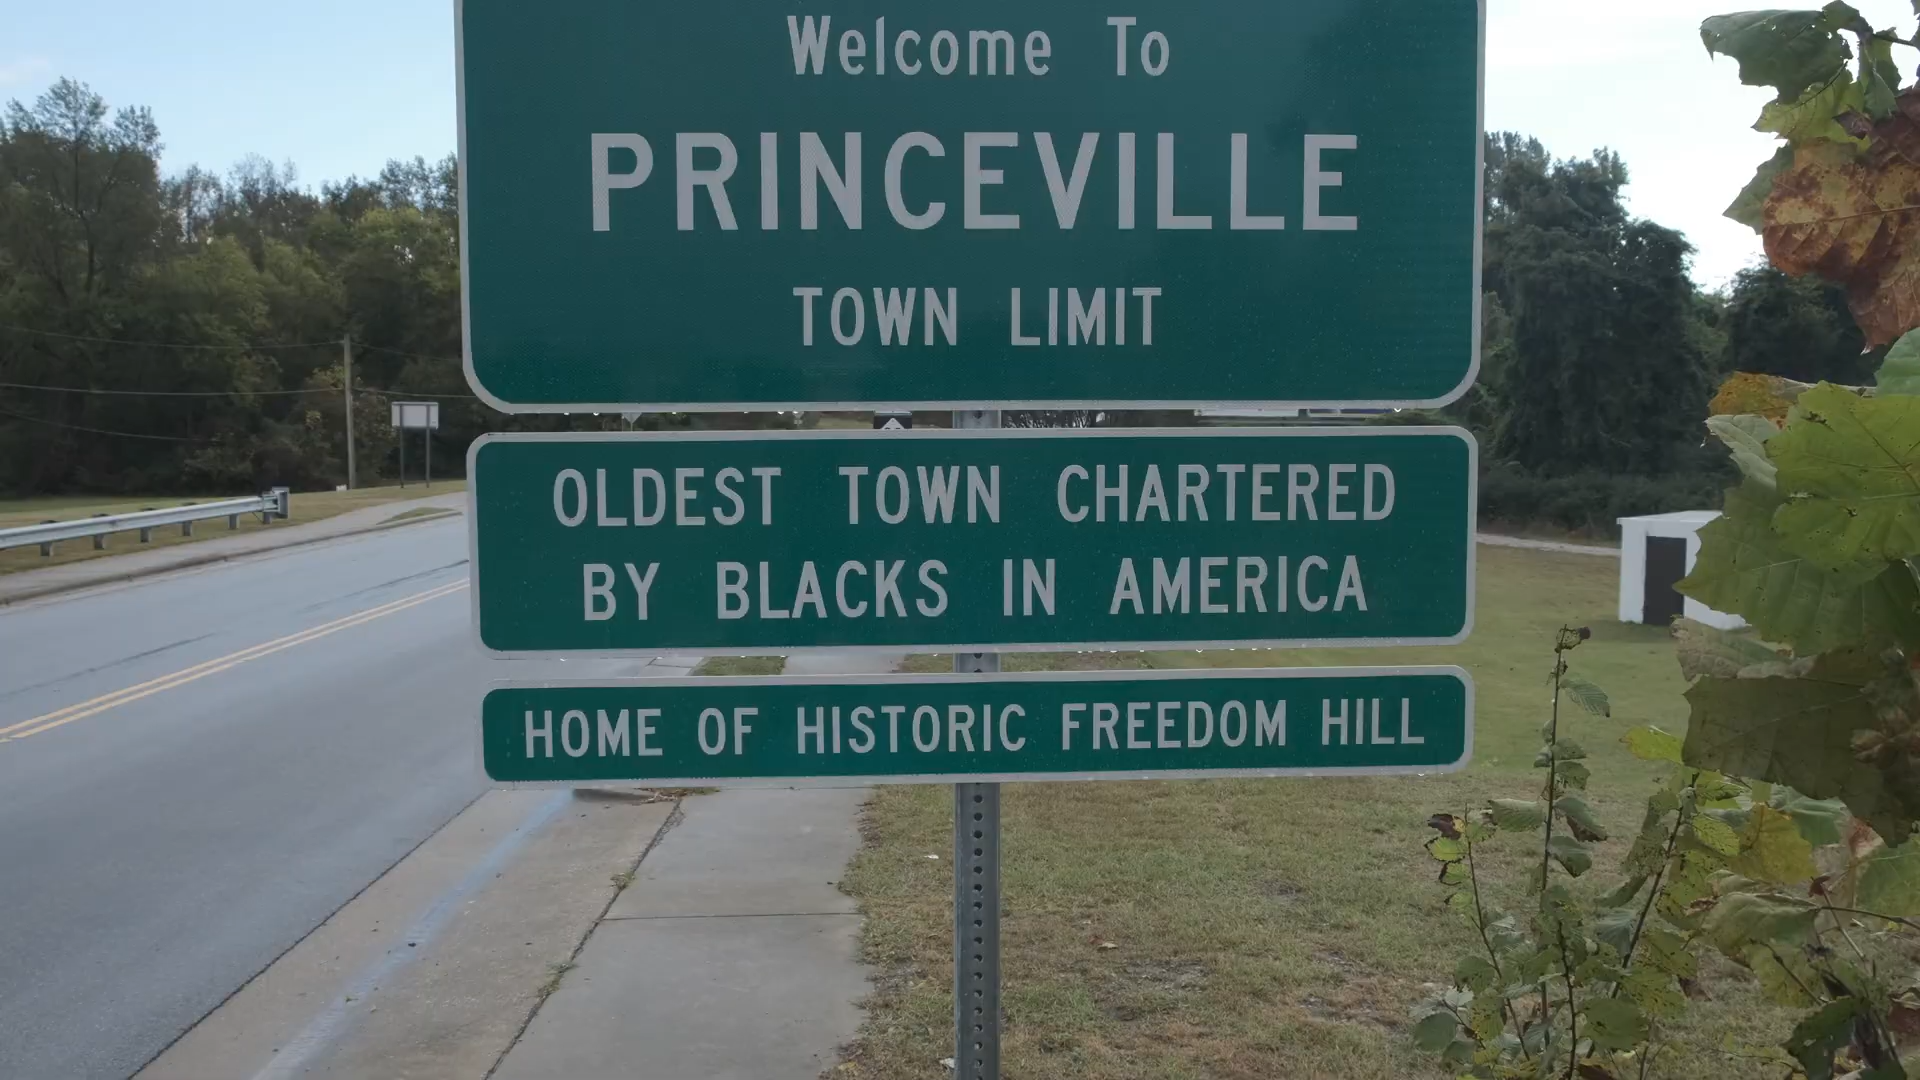 Welcome To
PRINCEVILLE
TOWN LIMIT
OLDEST TOWN CHARTERED
BY BLACKS IN AMERICA
HOME OF HISTORIC FREEDOM HILL